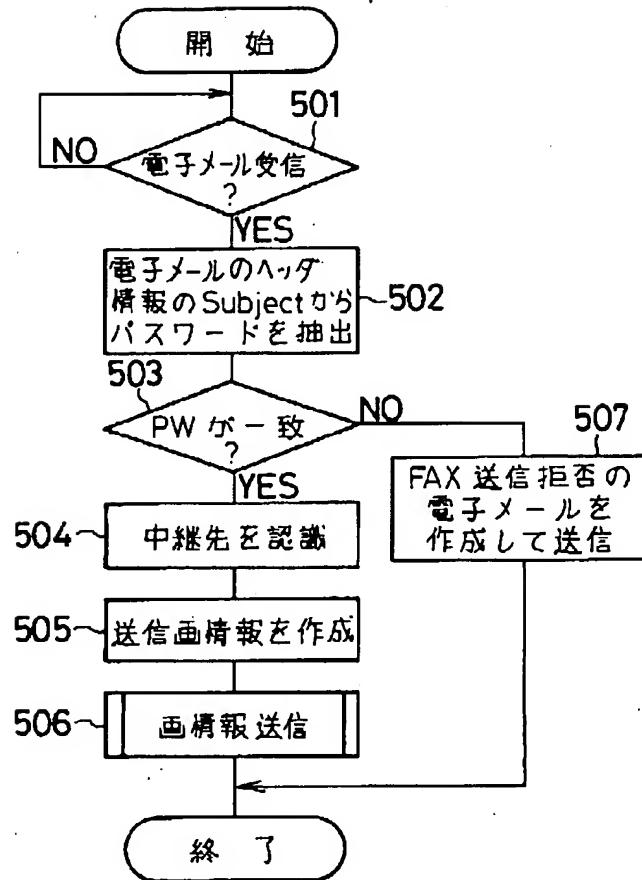 開始
501
NO
電子メール受信
?
YES
電子メールのヘッダ
情報のSubjectから
パスワードを抽出
502
503
PWが一致
?
NO
YES
507
FAX送信拒否の
電子メールを
作成して送信
504
中継先を認識
505
送信画情報を作成
506
画情報送信
終了